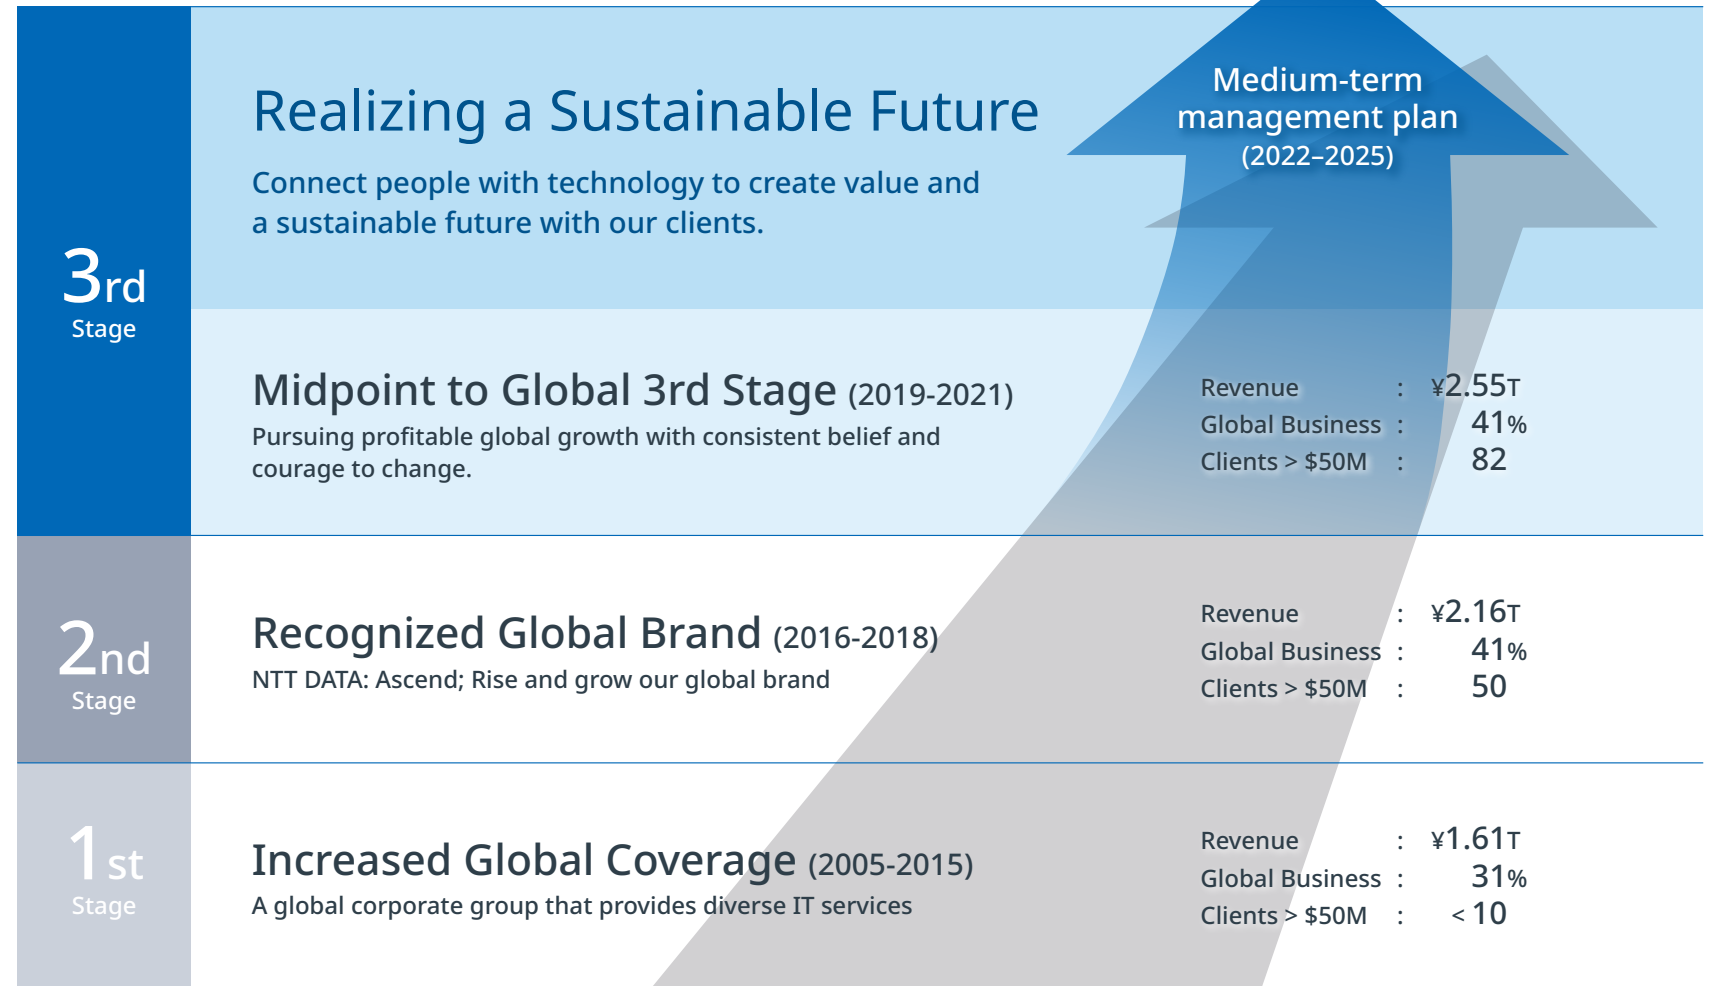 Medium-term
management plan
(2022–2025)
3rd
Stage
Realizing a Sustainable Future
Connect people with technology to create value and
a sustainable future with our clients.
Midpoint to Global 3rd Stage (2019-2021)
Pursuing profitable global growth with consistent belief and
courage to change.
Revenue : ¥2.55T
Global Business : 41%
Clients > $50M : 82
2nd
Stage
Recognized Global Brand (2016-2018)
NTT DATA: Ascend; Rise and grow our global brand
Revenue : ¥2.16T
Global Business : 41%
Clients > $50M : 50
1st
Stage
Increased Global Coverage (2005-2015)
A global corporate group that provides diverse IT services
Revenue : ¥1.61T
Global Business : 31%
Clients > $50M : < 10